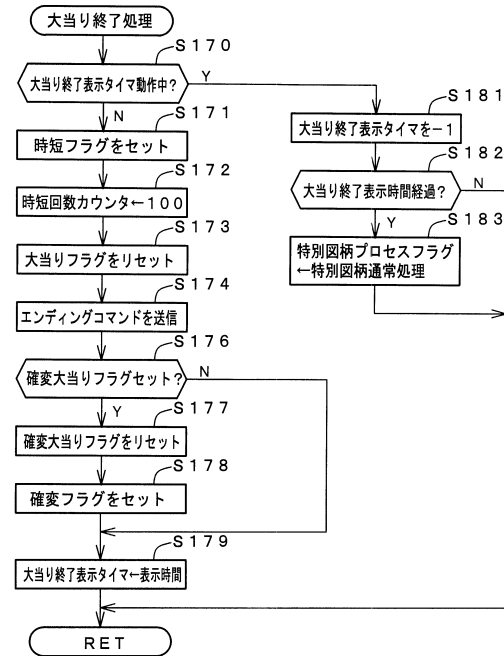 大当り終了処理
S170
大当り終了表示タイマ動作中?
Y
N
S171
時短フラグをセット
S172
時短回数カウンタ←100
S173
大当りフラグをリセット
S174
エンディングコマンドを送信
S176
確変大当りフラグセット?
N
Y
S177
確変大当りフラグをリセット
S178
確変フラグをセット
S179
大当り終了表示タイマ←表示時間
RET
S181
大当り終了表示タイマを−1
S182
大当り終了表示時間経過?
N
Y
S183
特別図柄プロセスフラグ
←特別図柄通常処理